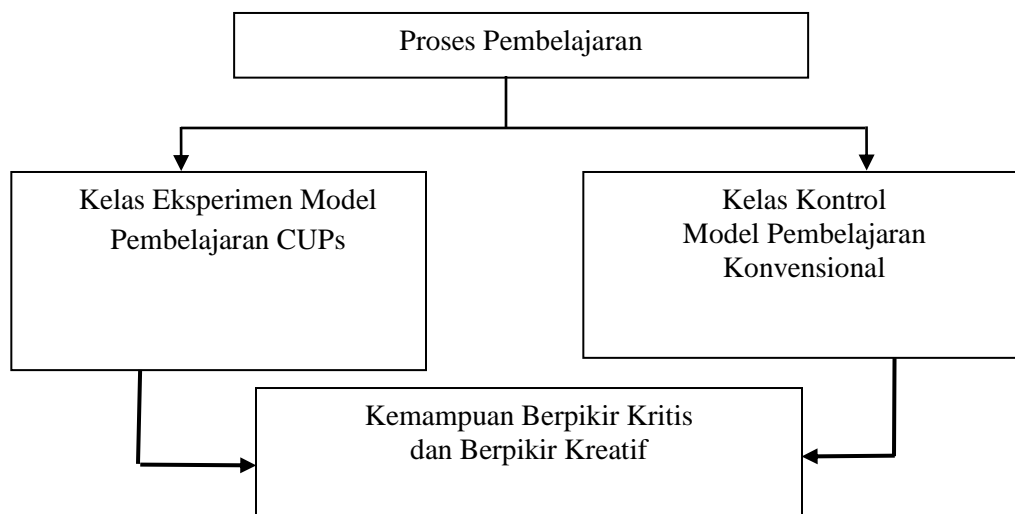 Proses Pembelajaran
Kelas Eksperimen Model
Pembelajaran CUPs
Kelas Kontrol
Model Pembelajaran
Konvensional
Kemampuan Berpikir Kritis
dan Berpikir Kreatif